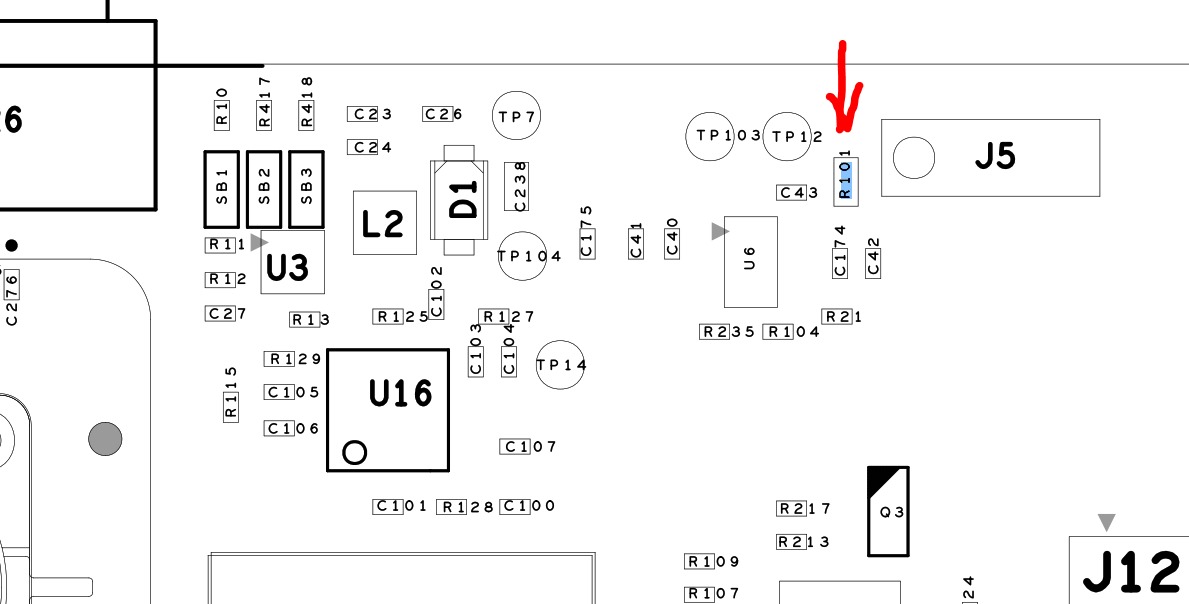 R10
R417
R418
C23
C26
TP7
6
C24
TP103
TP12
R101
J5
SB1
SB2
SB3
D1
C238
C43
L2
C175
C41
C40
R11
U3
TP104
U6
C174
C42
C276
R12
C102
C27
R13
R125
R127
R21
R235
R104
C103
C104
R129
TP14
R115
C105
U16
C106
C107
C101
R128
C100
R217
Q3
R213
R109
J12
R107
24